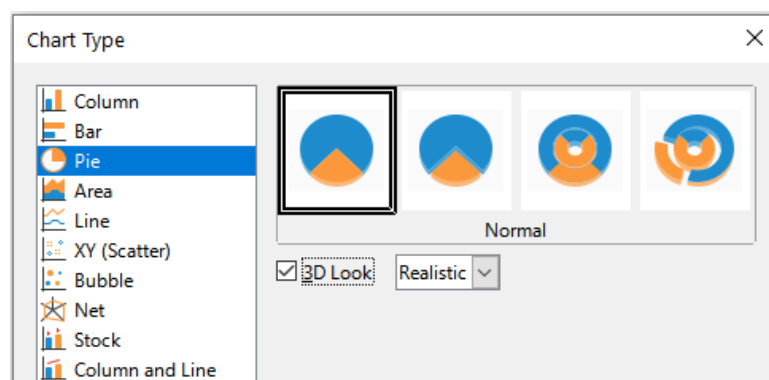 Chart Type
Column
Bar
Pie
Area
Line
XY (Scatter)
Bubble
Net
Stock
Column and Line
Normal
3D Look
Realistic